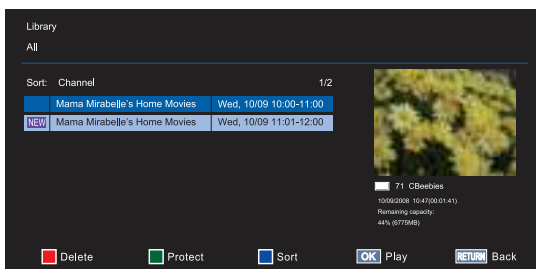 Library
All
Sort: Channel 1/2
Mama Mirabelle's Home Movies Wed, 10/09 10:00-11:00
NEW Mama Mirabelle's Home Movies Wed, 10/09 11:01-12:00
71 CBeebies
10/09/2008 10:47(00:01:41)
Remaining capacity:
44% (6775MB)
Delete Protect Sort OK Play RETURN Back